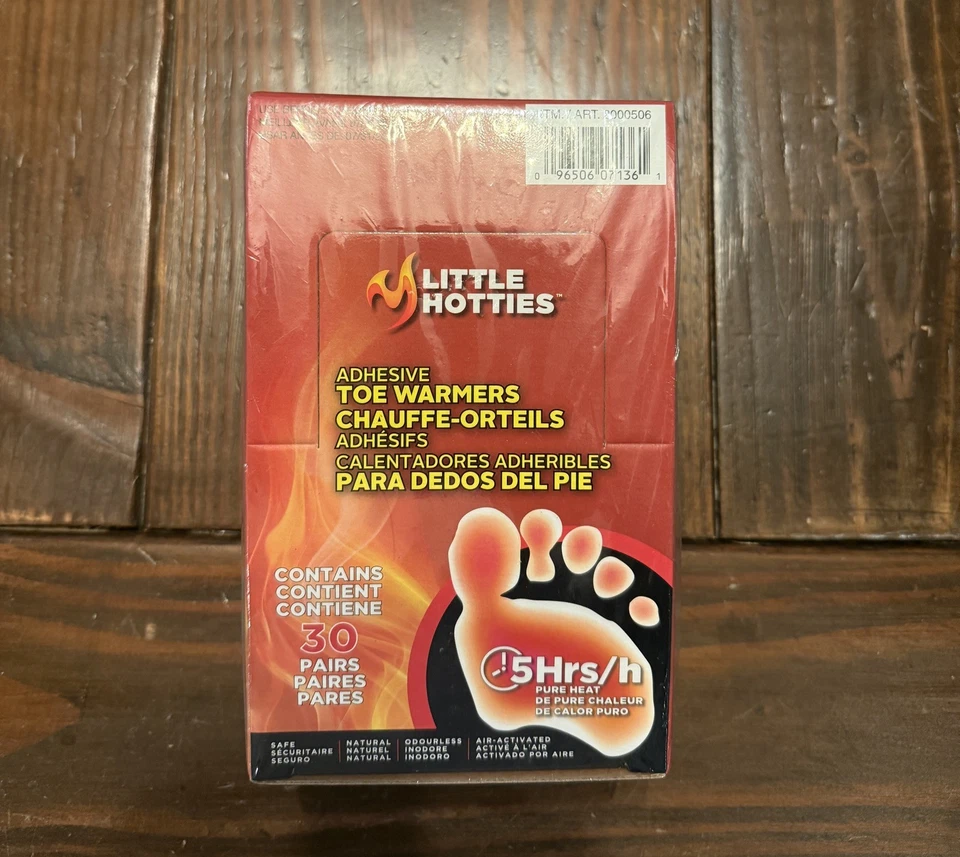 ITM. / ART. 2000506
0 96506 07136 1
LITTLE
HOTTIES™
ADHESIVE
TOE WARMERS
CHAUFFE-ORTEILS
ADHÉSIFS
CALENTADORES ADHERIBLES
PARA DEDOS DEL PIE
CONTAINS
CONTIENT
CONTIENE
30
PAIRS
PAIRES
PARES
5Hrs/h
PURE HEAT
DE PURE CHALEUR
DE CALOR PURO
SAFE
SÉCURITAIRE
SEGURO
NATURAL
NATUREL
NATURAL
ODOURLESS
INODORE
INODORO
AIR-ACTIVATED
ACTIVÉ À L'AIR
ACTIVADO POR AIRE